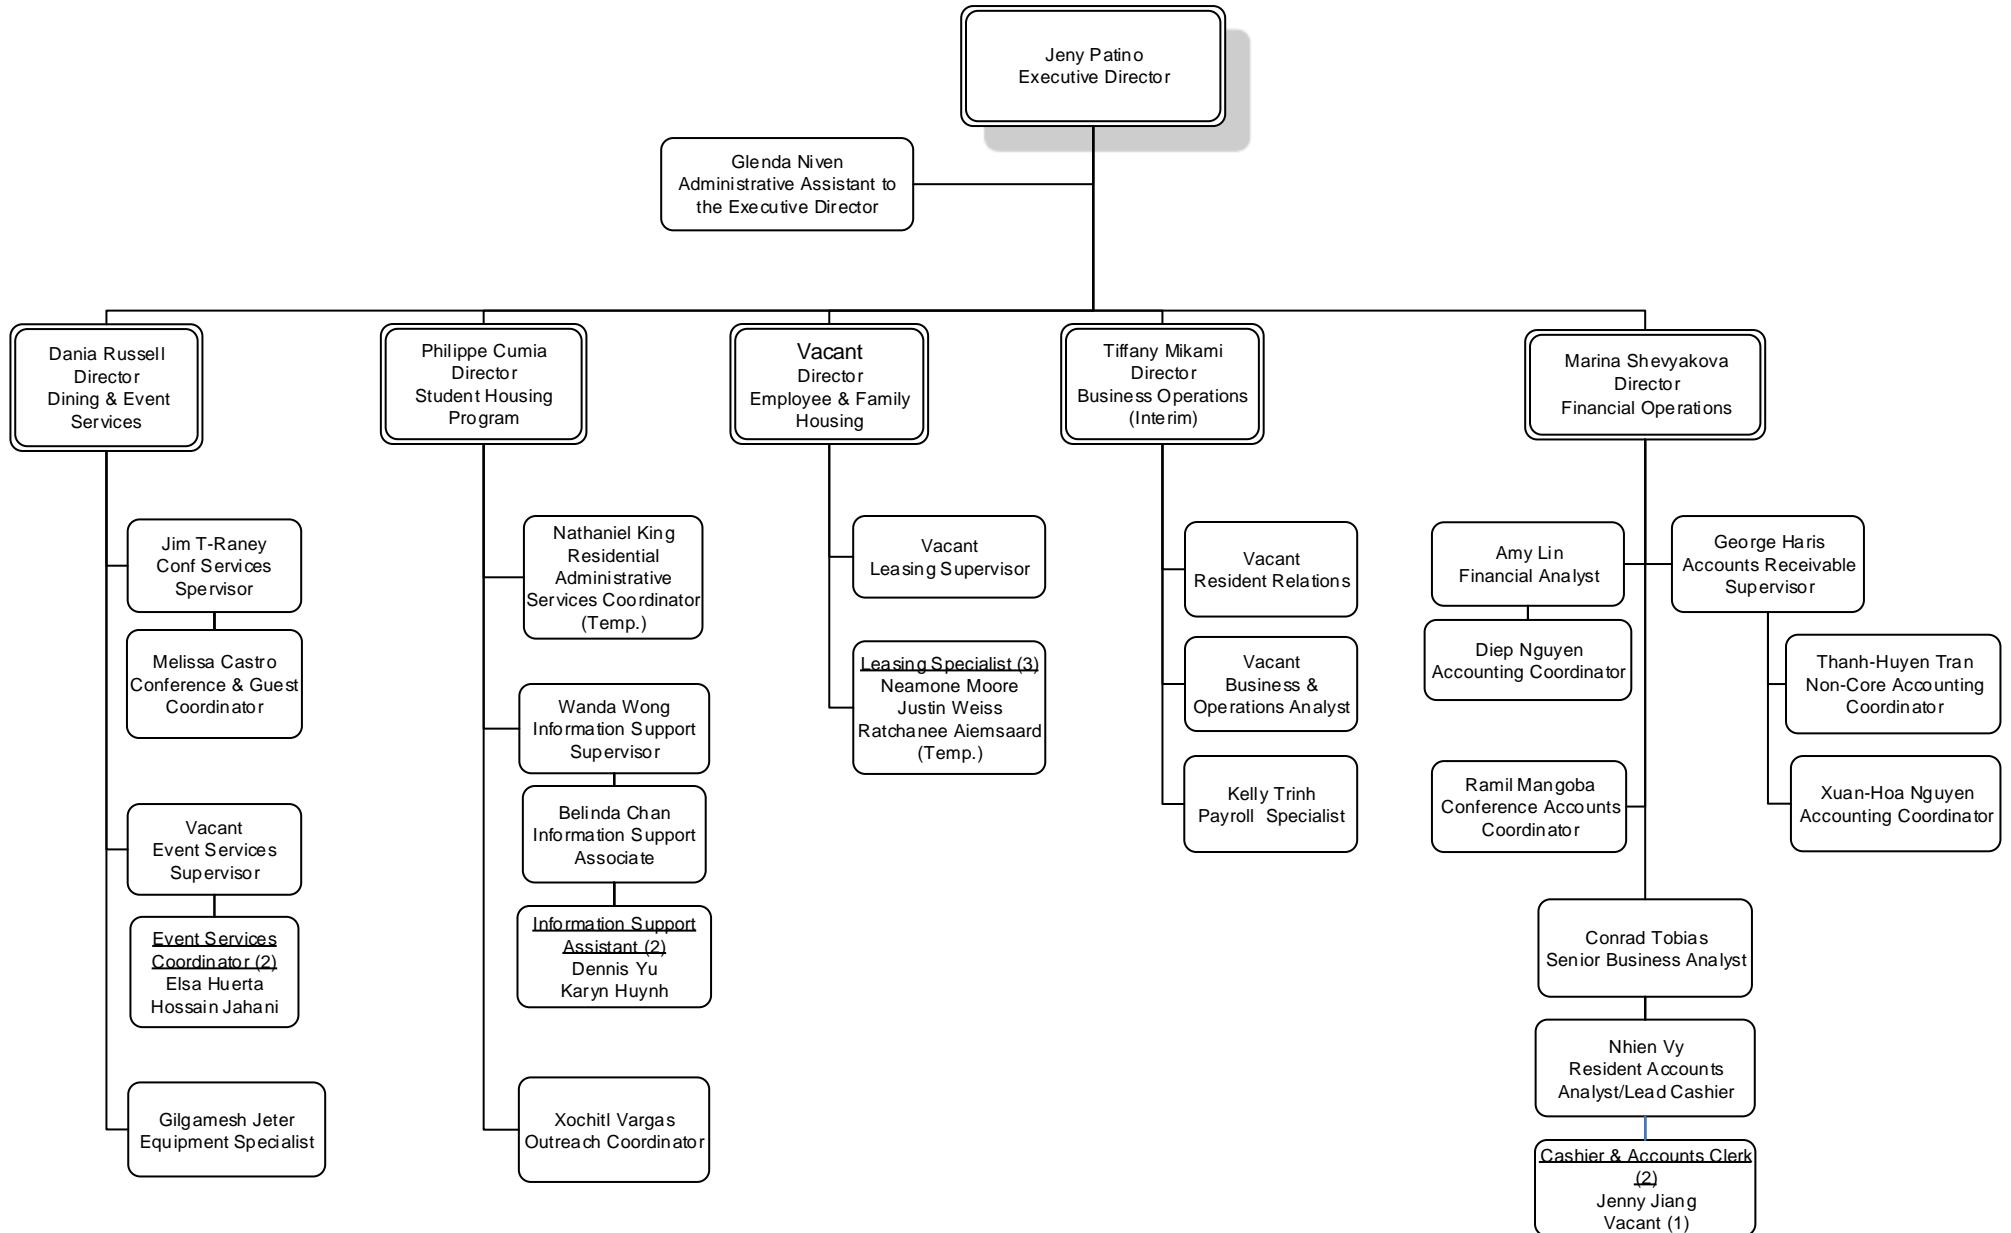 Jeny Patino
Executive Director
Glenda Niven
Administrative Assistant to
the Executive Director
Dania Russell
Director
Dining & Event
Services
Philippe Cumia
Director
Student Housing
Program
Vacant
Director
Employee & Family
Housing
Tiffany Mikami
Director
Business Operations
(Interim)
Marina Shevyakova
Director
Financial Operations
Jim T-Raney
Conf Services
Spervisor
Melissa Castro
Conference & Guest
Coordinator
Vacant
Event Services
Supervisor
Event Services
Coordinator (2)
Elsa Huerta
Hossain Jahani
Gilgamesh Jeter
Equipment Specialist
Nathaniel King
Residential
Administrative
Services Coordinator
(Temp.)
Wanda Wong
Information Support
Supervisor
Belinda Chan
Information Support
Associate
Information Support
Assistant (2)
Dennis Yu
Karyn Huynh
Xochitl Vargas
Outreach Coordinator
Vacant
Leasing Supervisor
Leasing Specialist (3)
Neamone Moore
Justin Weiss
Ratchanee Aiemsaard
(Temp.)
Vacant
Resident Relations
Vacant
Business &
Operations Analyst
Kelly Trinh
Payroll Specialist
Amy Lin
Financial Analyst
Diep Nguyen
Accounting Coordinator
Ramil Mangoba
Conference Accounts
Coordinator
George Haris
Accounts Receivable
Supervisor
Thanh-Huyen Tran
Non-Core Accounting
Coordinator
Xuan-Hoa Nguyen
Accounting Coordinator
Conrad Tobias
Senior Business Analyst
Nhien Vy
Resident Accounts
Analyst/Lead Cashier
Cashier & Accounts Clerk
(2)
Jenny Jiang
Vacant (1)